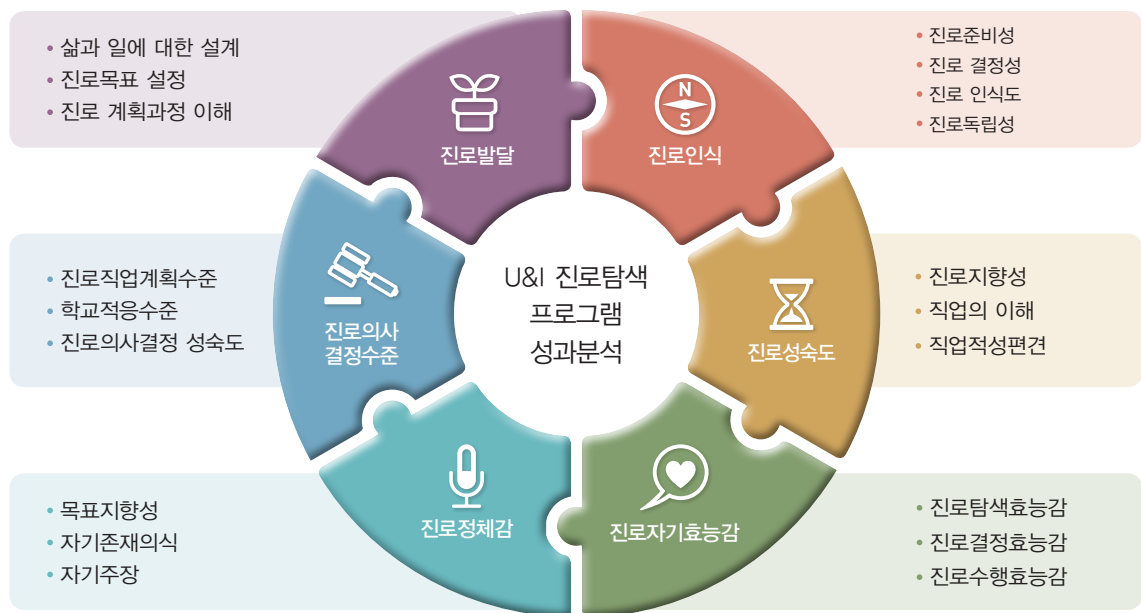 • 삶과 일에 대한 설계
• 진로목표 설정
• 진로 계획과정 이해
진로발달
N
S
진로인식
• 진로준비성
• 진로 결정성
• 진로 인식도
• 진로독립성
• 진로직업계획수준
• 학교적응수준
• 진로의사결정 성숙도
진로의사
결정수준
U&I 진로탐색
프로그램
성과분석
진로성숙도
• 진로지향성
• 직업의 이해
• 직업적성편견
• 목표지향성
• 자기존재의식
• 자기주장
진로정체감
진로자기효능감
• 진로탐색효능감
• 진로결정효능감
• 진로수행효능감